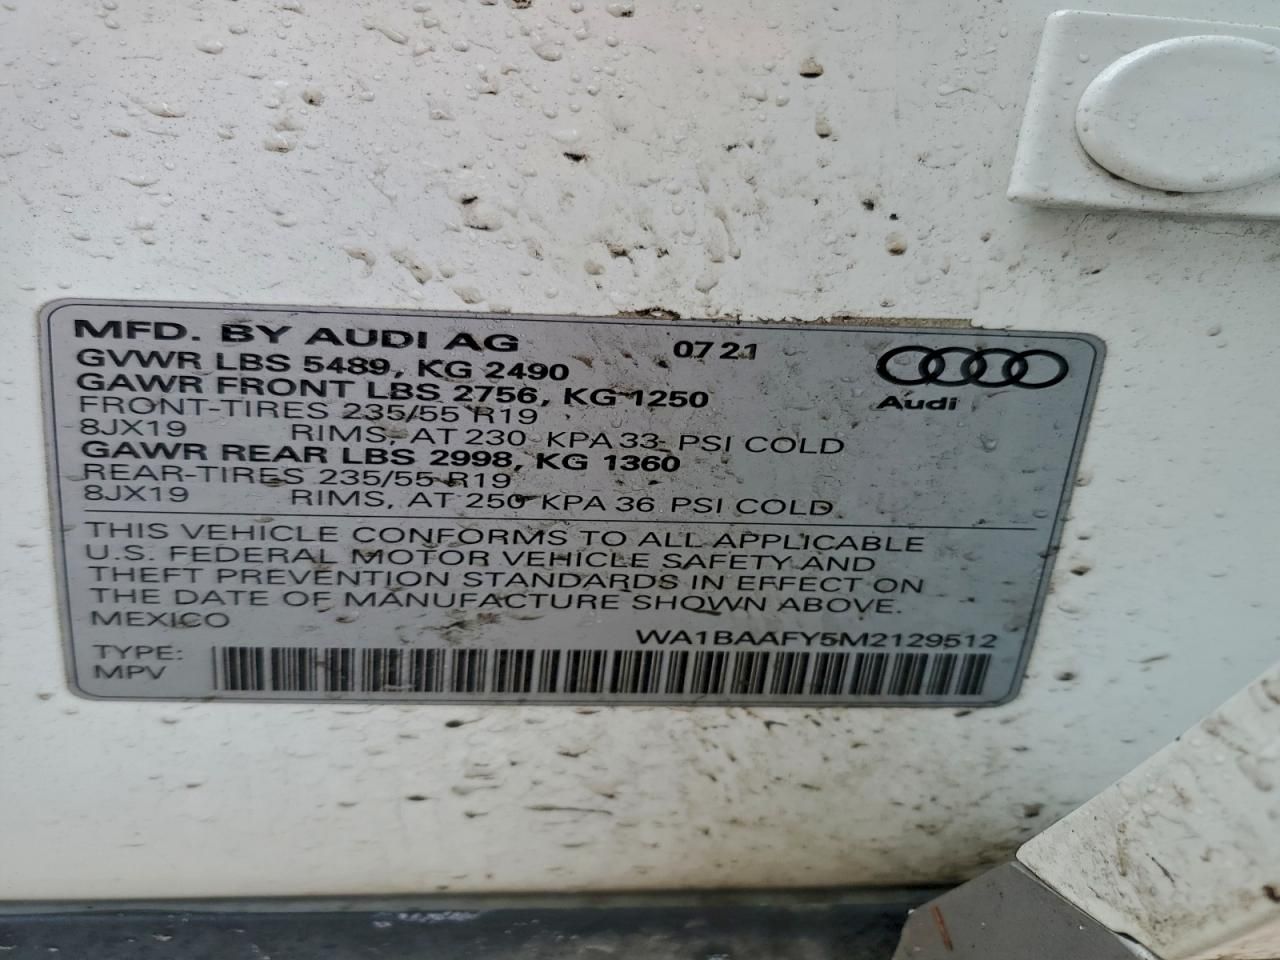 MFD. BY AUDI AG 07 21
GVWR LBS 5489, KG 2490
GAWR FRONT LBS 2756, KG 1250
Audi
FRONT-TIRES 235/55 R19
8JX19 RIMS, AT 230 KPA 33 PSI COLD
GAWR REAR LBS 2998, KG 1360
REAR-TIRES 235/55 R19
8JX19 RIMS, AT 250 KPA 36 PSI COLD
THIS VEHICLE CONFORMS TO ALL APPLICABLE
U.S. FEDERAL MOTOR VEHICLE SAFETY AND
THEFT PREVENTION STANDARDS IN EFFECT ON
THE DATE OF MANUFACTURE SHOWN ABOVE.
MEXICO
WA1BAAFY5M2129512
TYPE:
MPV